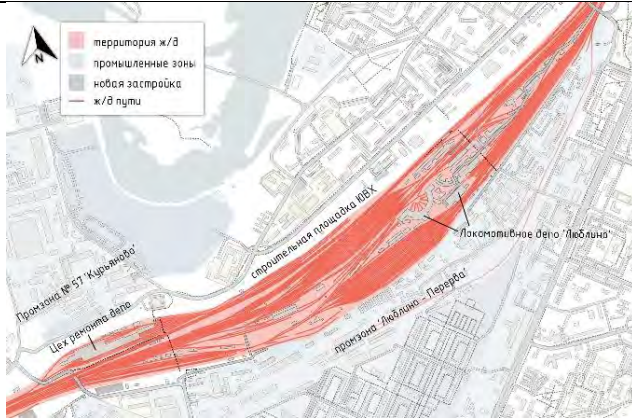 территория ж/д
промышленные зоны
новая застройка
ж/д пути
N
строительная площадка ЮВХ
Локомотивное депо 'Люблино'
Промзона № 57 'Курьяново'
Цех ремонта депо
промзона 'Люблино - Перерва'